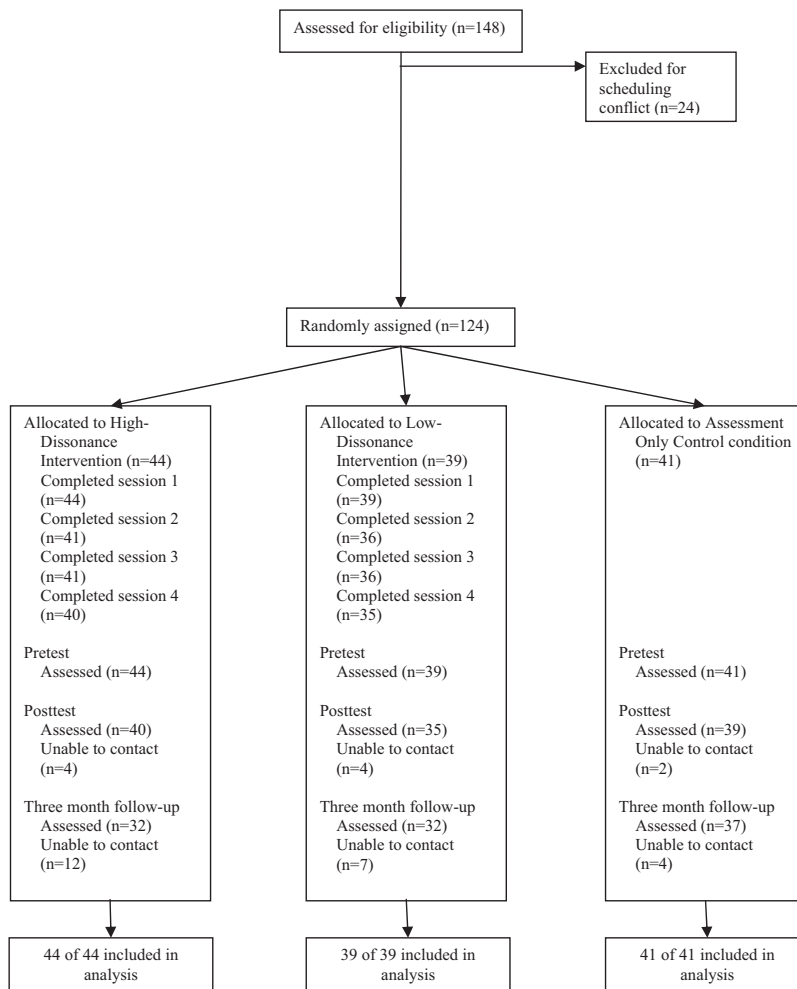 Assessed for eligibility (n=148)
Excluded for
scheduling
conflict (n=24)
Randomly assigned (n=124)
Allocated to High-
Dissonance
Intervention (n=44)
Completed session 1
(n=44)
Completed session 2
(n=41)
Completed session 3
(n=41)
Completed session 4
(n=40)
Pretest
Assessed (n=44)
Posttest
Assessed (n=40)
Unable to contact
(n=4)
Three month follow-up
Assessed (n=32)
Unable to contact
(n=12)
44 of 44 included in
analysis
Allocated to Low-
Dissonance
Intervention (n=39)
Completed session 1
(n=39)
Completed session 2
(n=36)
Completed session 3
(n=36)
Completed session 4
(n=35)
Pretest
Assessed (n=39)
Posttest
Assessed (n=35)
Unable to contact
(n=4)
Three month follow-up
Assessed (n=32)
Unable to contact
(n=7)
39 of 39 included in
analysis
Allocated to Assessment
Only Control condition
(n=41)
Pretest
Assessed (n=41)
Posttest
Assessed (n=39)
Unable to contact
(n=2)
Three month follow-up
Assessed (n=37)
Unable to contact
(n=4)
41 of 41 included in
analysis